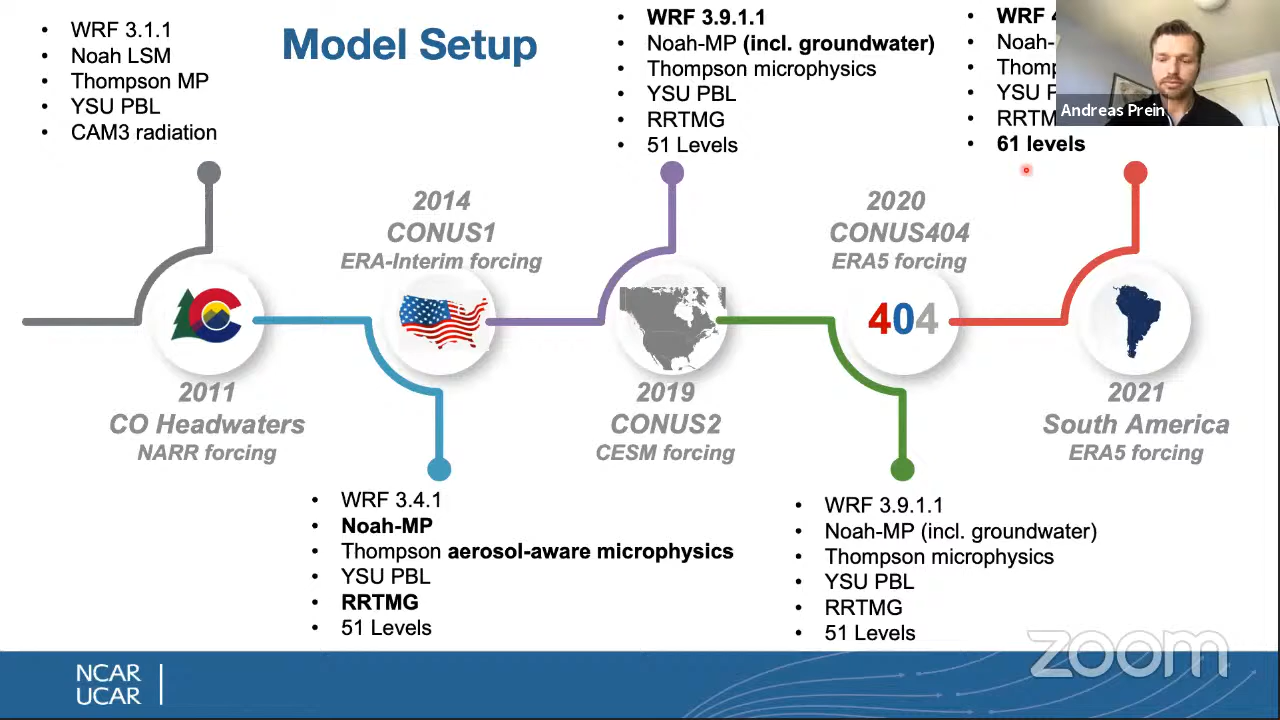 Model Setup
• WRF 3.1.1
• Noah LSM
• Thompson MP
• YSU PBL
• CAM3 radiation
2011
CO Headwaters
NARR forcing
2014
CONUS1
ERA-Interim forcing
• WRF 3.4.1
• Noah-MP
• Thompson aerosol-aware microphysics
• YSU PBL
• RRTMG
• 51 Levels
• WRF 3.9.1.1
• Noah-MP (incl. groundwater)
• Thompson microphysics
• YSU PBL
• RRTMG
• 51 Levels
2019
CONUS2
CESM forcing
2020
CONUS404
ERA5 forcing
404
• WRF 3.9.1.1
• Noah-MP (incl. groundwater)
• Thompson microphysics
• YSU PBL
• RRTMG
• 51 Levels
• WRF
• Noah-
•
• YSU
•
• 61 levels
2021
South America
ERA5 forcing
Andreas Prein
NCAR
UCAR
zoom